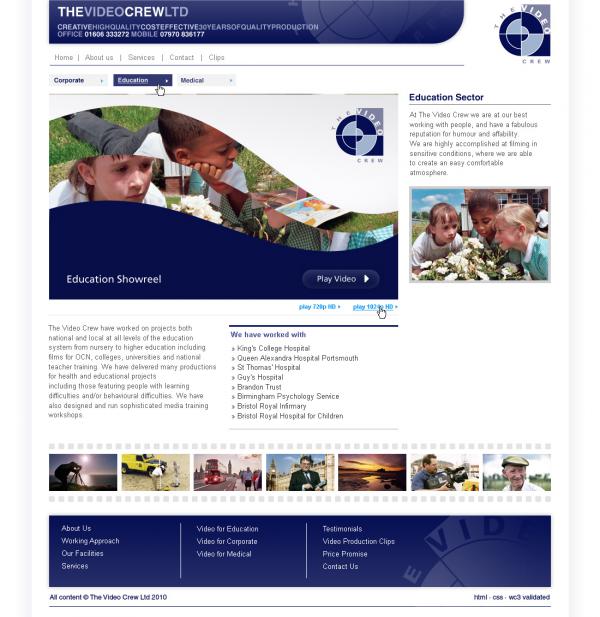 THEVIDEOCREWLTD
CREATIVEHIGHQUALITYCOSTEFFECTIVE30YEARSOFQUALITYPRODUCTION
OFFICE 01606 333272 MOBILE 07970 836177
THE VIDEO
CREW
Home | About us | Services | Contact | Clips
Corporate
Education
Medical
THE VIDEO
CREW
Education Showreel
Play Video
play 720p HD
play 1024p HD
Education Sector
At The Video Crew we are at our best
working with people, and have a fabulous
reputation for humour and affability.
We are highly accomplished at filming in
sensitive conditions, where we are able
to create an easy comfortable
atmosphere.
The Video Crew have worked on projects both
national and local at all levels of the education
system from nursery to higher education including
films for OCN, colleges, universities and national
teacher training. We have delivered many productions
for health and educational projects
including those featuring people with learning
difficulties and/or behavioural difficulties. We have
also designed and run sophisticated media training
workshops.
We have worked with
» King's College Hospital
» Queen Alexandra Hospital Portsmouth
» St Thomas' Hospital
» Guy's Hospital
» Brandon Trust
» Birmingham Psychology Service
» Bristol Royal Infirmary
» Bristol Royal Hospital for Children
About Us
Working Approach
Our Facilities
Services
Video for Education
Video for Corporate
Video for Medical
Testimonials
Video Production Clips
Price Promise
Contact Us
E VIDE
All content © The Video Crew Ltd 2010
html - css - wc3 validated